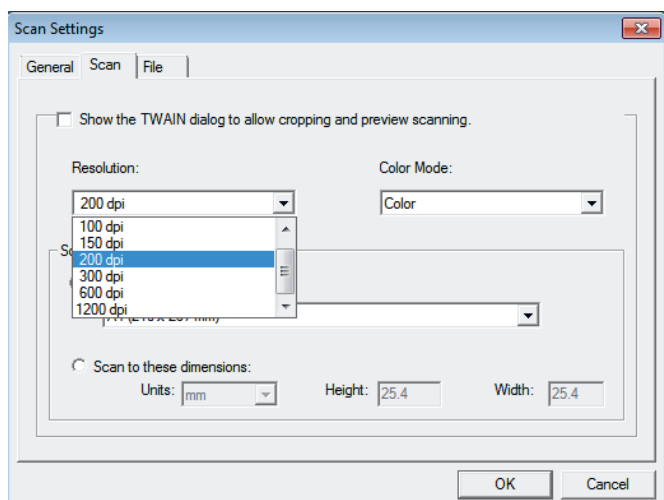 Scan Settings
General Scan File
Show the TWAIN dialog to allow cropping and preview scanning.
Resolution: Color Mode:
200 dpi Color
100 dpi
150 dpi
200 dpi
300 dpi
600 dpi
1200 dpi
Scan to these dimensions:
Units: mm Height: 25.4 Width: 25.4
OK Cancel